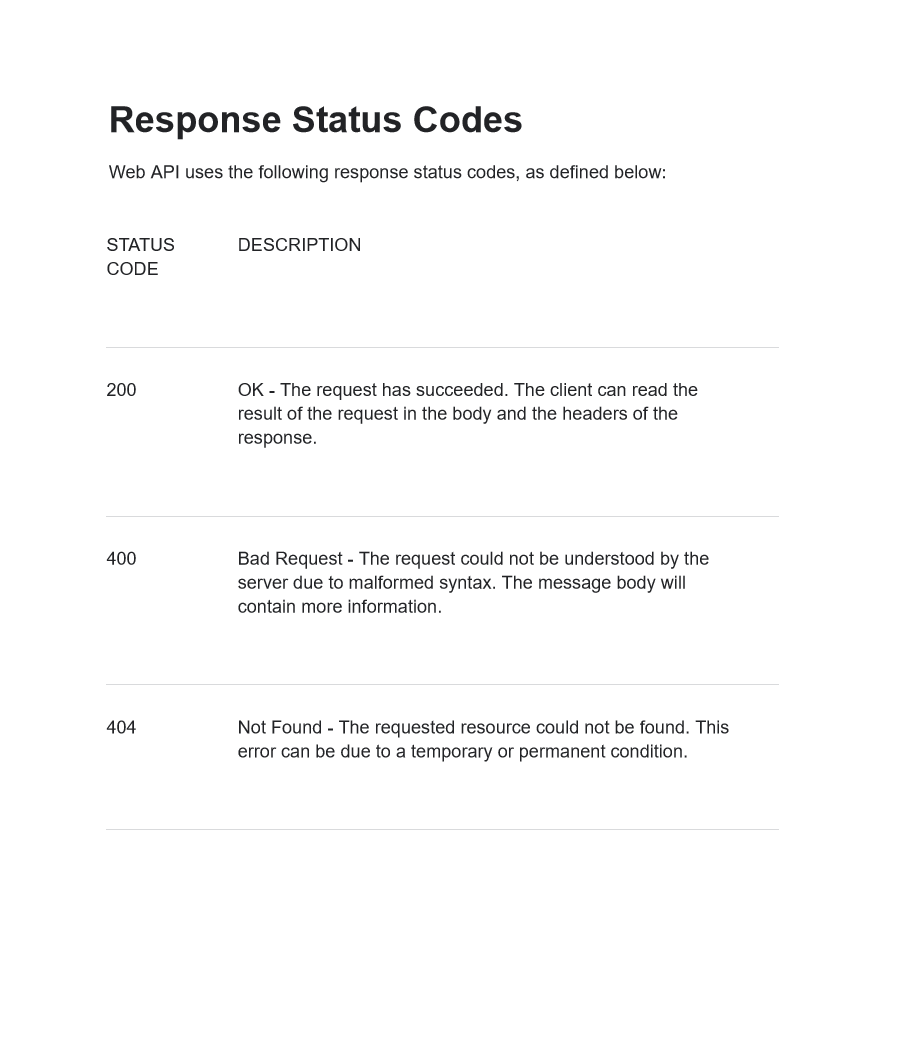 Response Status Codes
Web API uses the following response status codes, as defined below:
STATUS
CODE
DESCRIPTION
200
OK - The request has succeeded. The client can read the
result of the request in the body and the headers of the
response.
400
Bad Request - The request could not be understood by the
server due to malformed syntax. The message body will
contain more information.
404
Not Found - The requested resource could not be found. This
error can be due to a temporary or permanent condition.